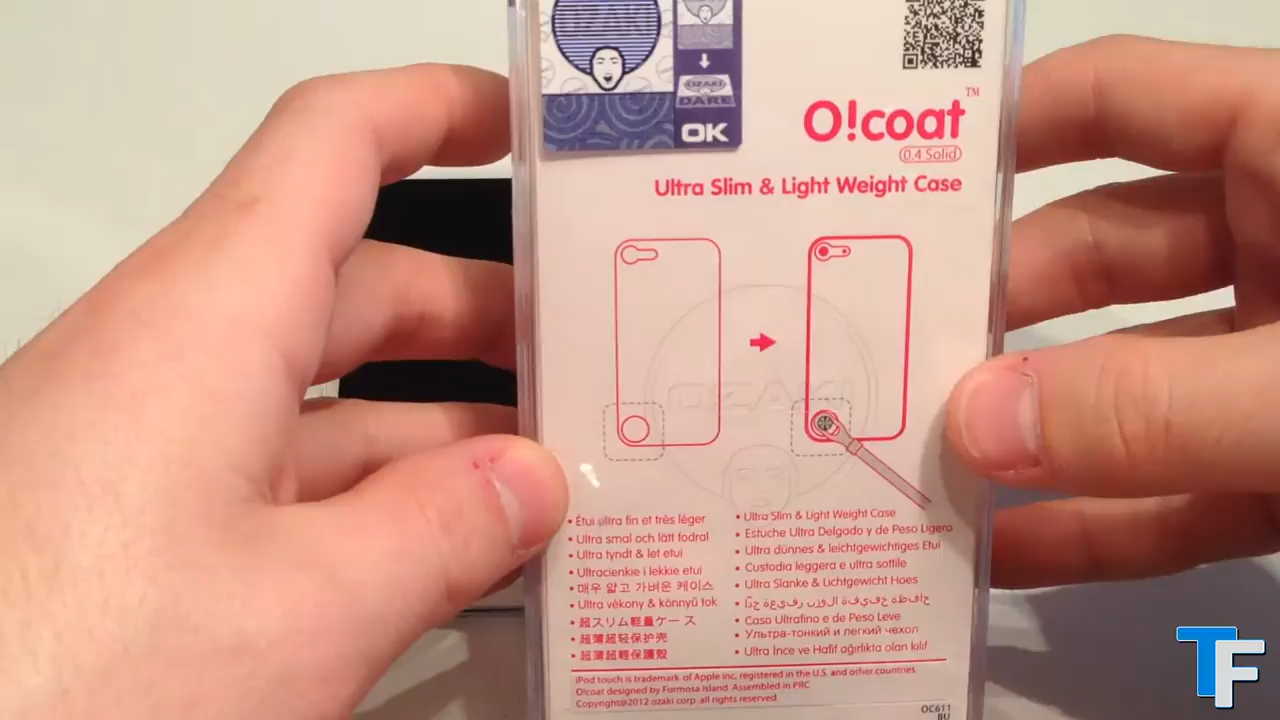 OZAKI
OZAKI
DARE
OK
O!coat™
0.4 Solid
Ultra Slim & Light Weight Case
OZAKI
• Étui ultra fin et très léger
• Ultra smal och lätt fodral
• Ultra tyndt & let etui
• Ultracienkie i lekkie etui
• 매우 얇고 가벼운 케이스
• Ultra vékony & könnyű tok
• 超スリム軽量ケース
• 超薄超轻保护壳
• 超薄超輕保護殼
• Ultra Slim & Light Weight Case
• Estuche Ultra Delgado y de Peso Ligero
• Ultra dünnes & leichtgewichtiges Etui
• Custodia leggera e ultra sottile
• Ultra Slanke & Lichtgewicht Hoes
• حافظة خفيفة الوزن رفيعة جدًا
• Caso Ultrafino e de Peso Leve
• Ультра-тонкий и легкий чехол
• Ultra İnce ve Hafif ağırlıkta olan kılıf
iPod touch is trademark of Apple inc, registered in the U.S. and other countries.
O!coat designed by Formosa Island. Assembled in PRC
Copyright@2012 ozaki corp. all rights reserved.
OC611
BU
TF